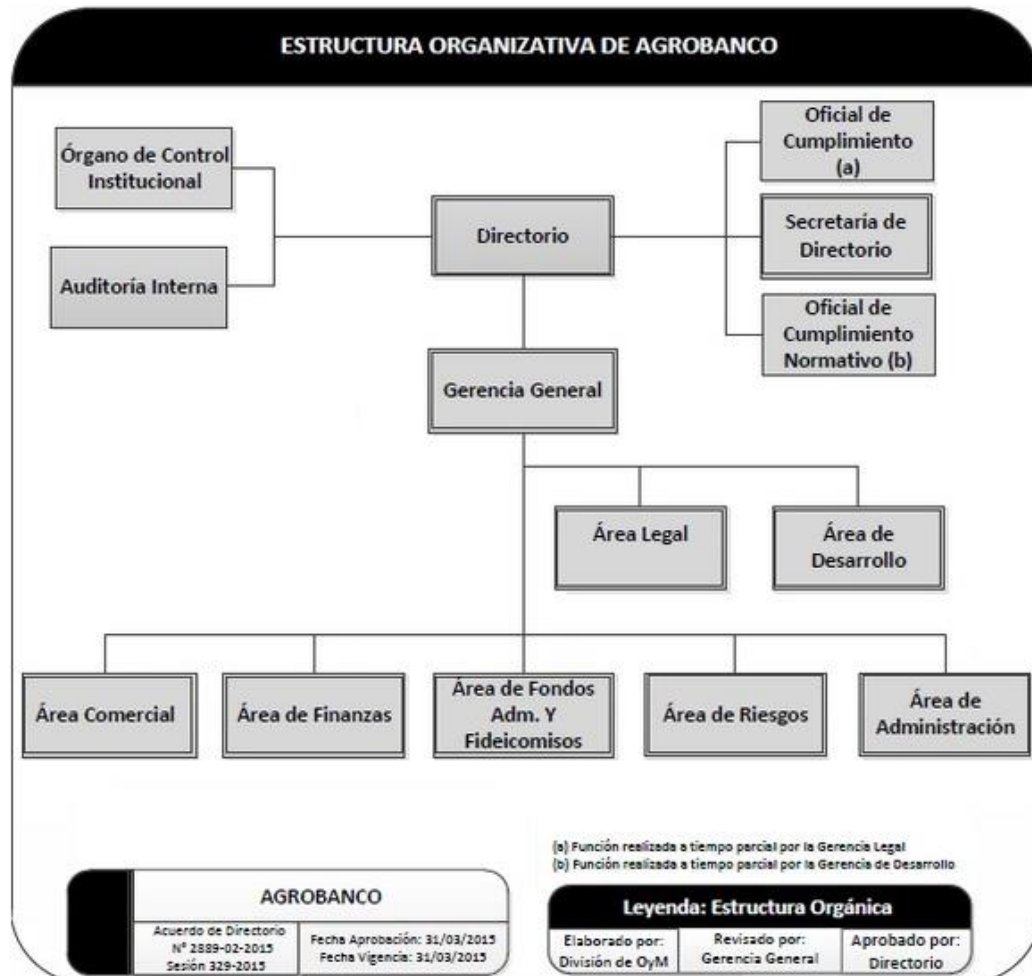 ESTRUCTURA ORGANIZATIVA DE AGROBANCO
Órgano de Control
Institucional
Auditoría Interna
Directorio
Oficial de
Cumplimiento
(a)
Secretaría de
Directorio
Oficial de
Cumplimiento
Normativo (b)
Gerencia General
Área Legal
Área de
Desarrollo
Área Comercial
Área de Finanzas
Área de Fondos
Adm. Y
Fideicomisos
Área de Riesgos
Área de
Administración
(a) Función realizada a tiempo parcial por la Gerencia Legal
(b) Función realizada a tiempo parcial por la Gerencia de Desarrollo
AGROBANCO
Acuerdo de Directorio
N° 2889-02-2015
Sesión 329-2015
Fecha Aprobación: 31/03/2015
Fecha Vigencia: 31/03/2015
Leyenda: Estructura Orgánica
Elaborado por:
División de OyM
Revisado por:
Gerencia General
Aprobado por:
Directorio